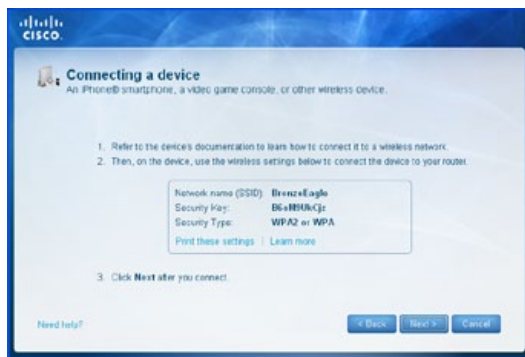 CISCO.
Connecting a device
An iPhone® smartphone, a video game console, or other wireless device.
1. Refer to the device's documentation to learn how to connect it to a wireless network.
2. Then, on the device, use the wireless settings below to connect the device to your router.
Network name (SSID): BronzeEagle
Security Key:
Security Type: WPA2 or WPA
Print these settings | Learn more
3. Click Next after you connect.
Need help?
< Back Next > Cancel